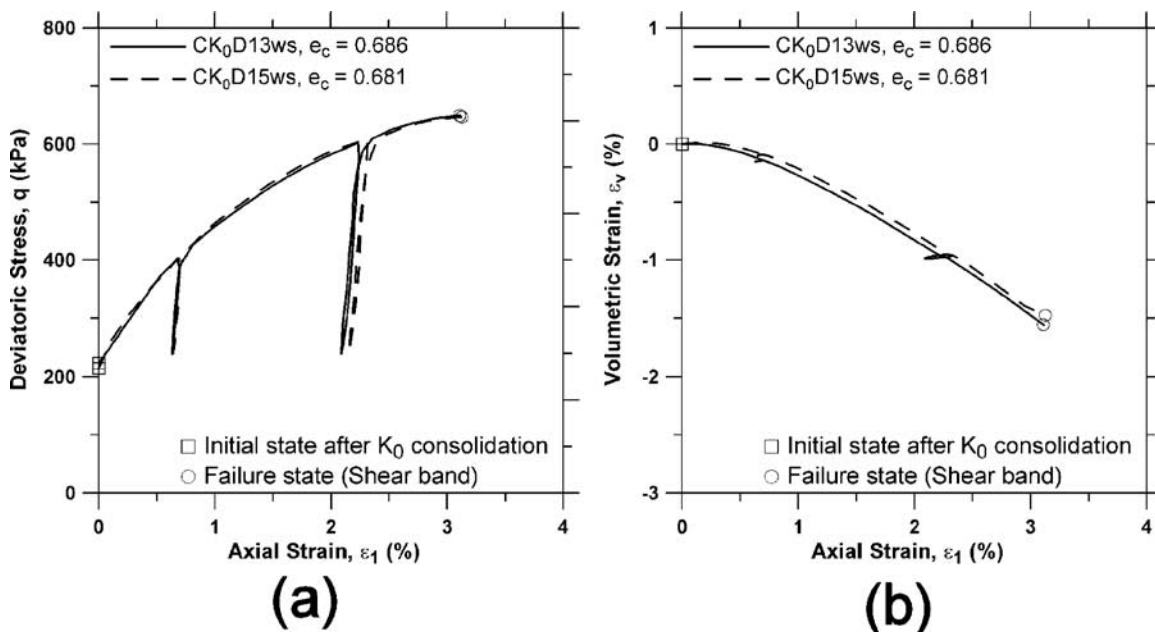 800
600
400
200
0
0
1
2
3
4
Deviatoric Stress, q (kPa)
Axial Strain, ε1 (%)
CK0D13ws, ec = 0.686
CK0D15ws, ec = 0.681
Initial state after K0 consolidation
Failure state (Shear band)
(a)
1
0
-1
-2
-3
0
1
2
3
4
Volumetric Strain, εv (%)
Axial Strain, ε1 (%)
CK0D13ws, ec = 0.686
CK0D15ws, ec = 0.681
Initial state after K0 consolidation
Failure state (Shear band)
(b)